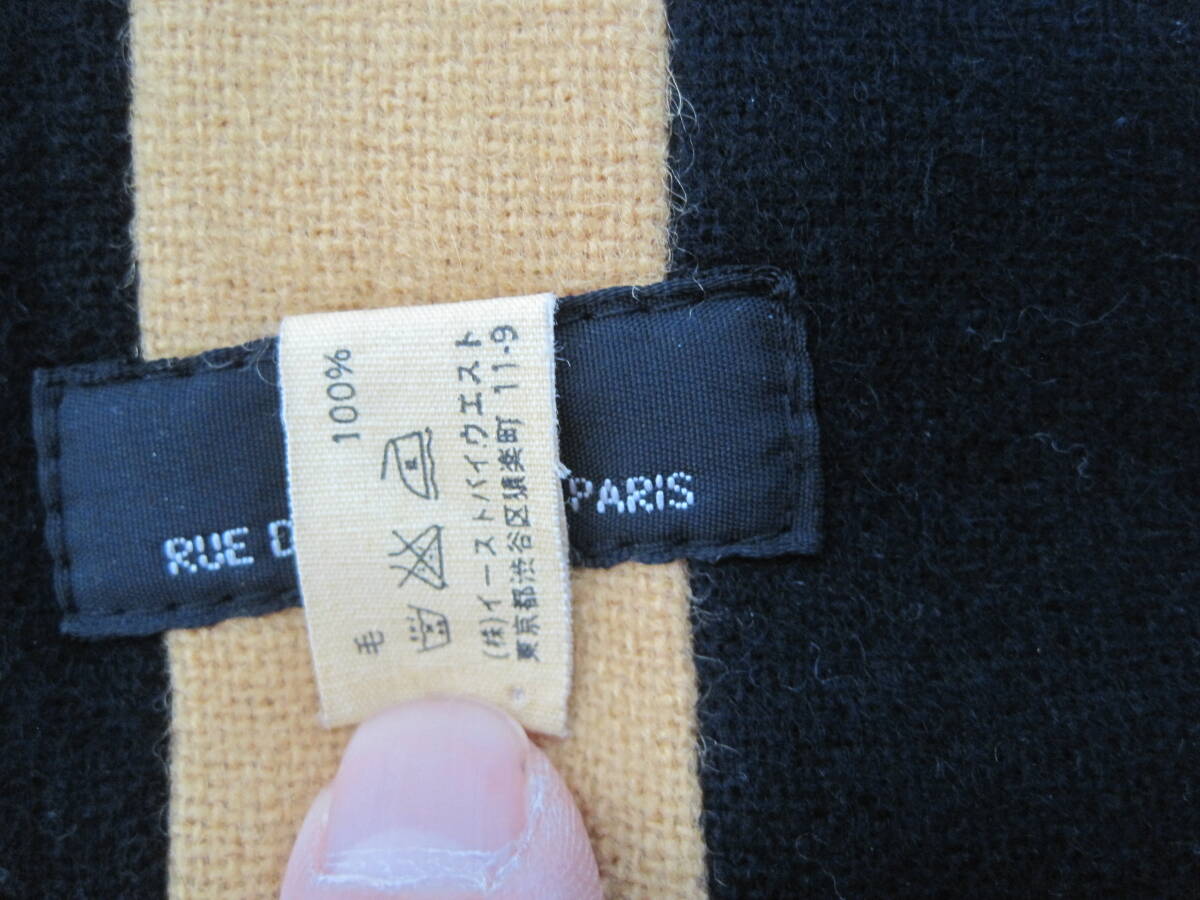 RUE D
PARIS
毛 100%
(株)イーストバイウエスト
東京都渋谷区猿楽町 11-9